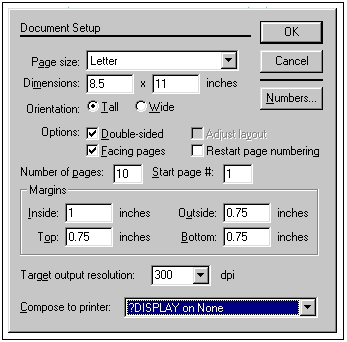 Document Setup
OK
Page size: Letter
Cancel
Dimensions: 8.5 x 11 inches
Numbers...
Orientation: Tall Wide
Options: Double-sided Adjust layout
Facing pages Restart page numbering
Number of pages: 10 Start page #: 1
Margins
Inside: 1 inches Outside: 0.75 inches
Top: 0.75 inches Bottom: 0.75 inches
Target output resolution: 300 dpi
Compose to printer: ?DISPLAY on None